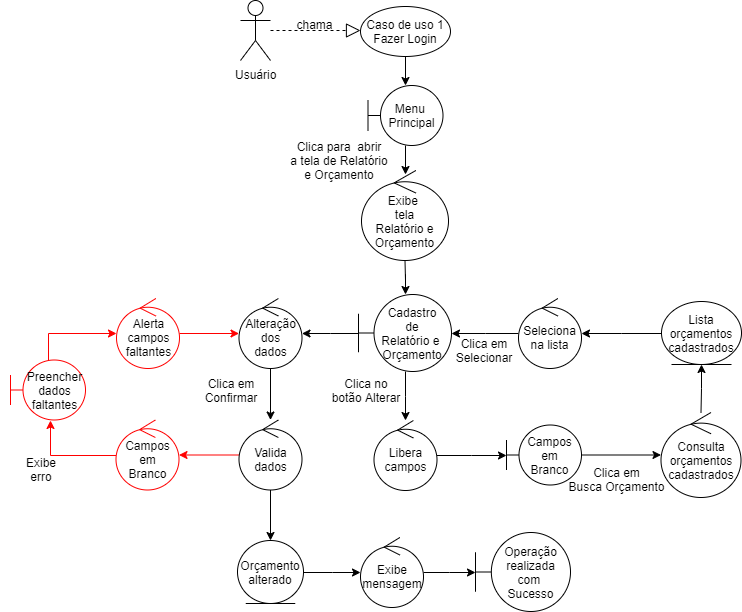 chama
Caso de uso 1
Fazer Login
Usuário
Menu
Principal
Clica para abrir
a tela de Relatório
e Orçamento
Exibe
tela
Relatório e
Orçamento
Alerta
campos
faltantes
Alteração
dos
dados
Cadastro
de
Relatório e
Orçamento
Clica em
Selecionar
Seleciona
na lista
Lista
orçamentos
cadastrados
Preencher
dados
faltantes
Clica em
Confirmar
Clica no
botão Alterar
Exibe
erro
Campos
em
Branco
Valida
dados
Libera
campos
Campos
em
Branco
Clica em
Busca Orçamento
Consulta
orçamentos
cadastrados
Orçamento
alterado
Exibe
mensagem
Operação
realizada
com
Sucesso